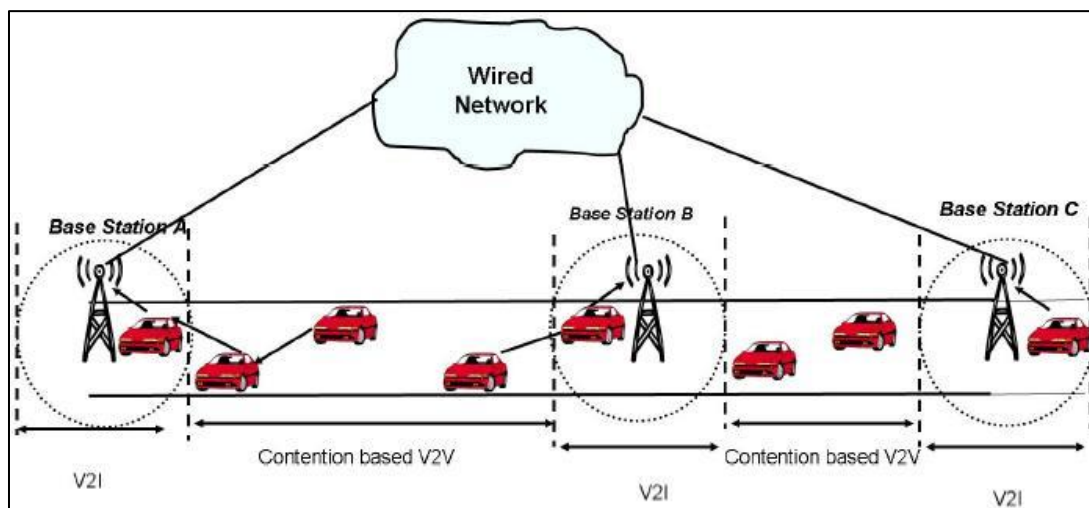 Wired
Network
Base Station A
Base Station B
Base Station C
Contention based V2V
Contention based V2V
V2I
V2I
V2I